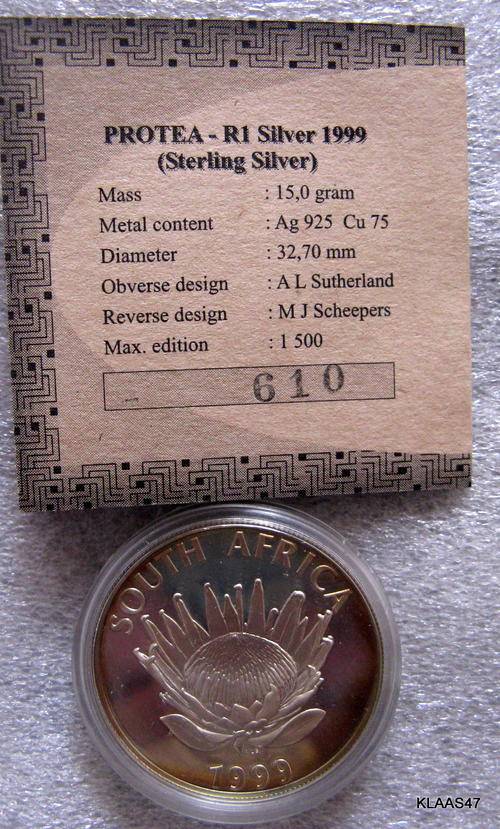 PROTEA - R1 Silver 1999
(Sterling Silver)
Mass : 15,0 gram
Metal content : Ag 925 Cu 75
Diameter : 32,70 mm
Obverse design : A L Sutherland
Reverse design : M J Scheepers
Max. edition : 1 500
610
SOUTH AFRICA
1999
KLAAS47